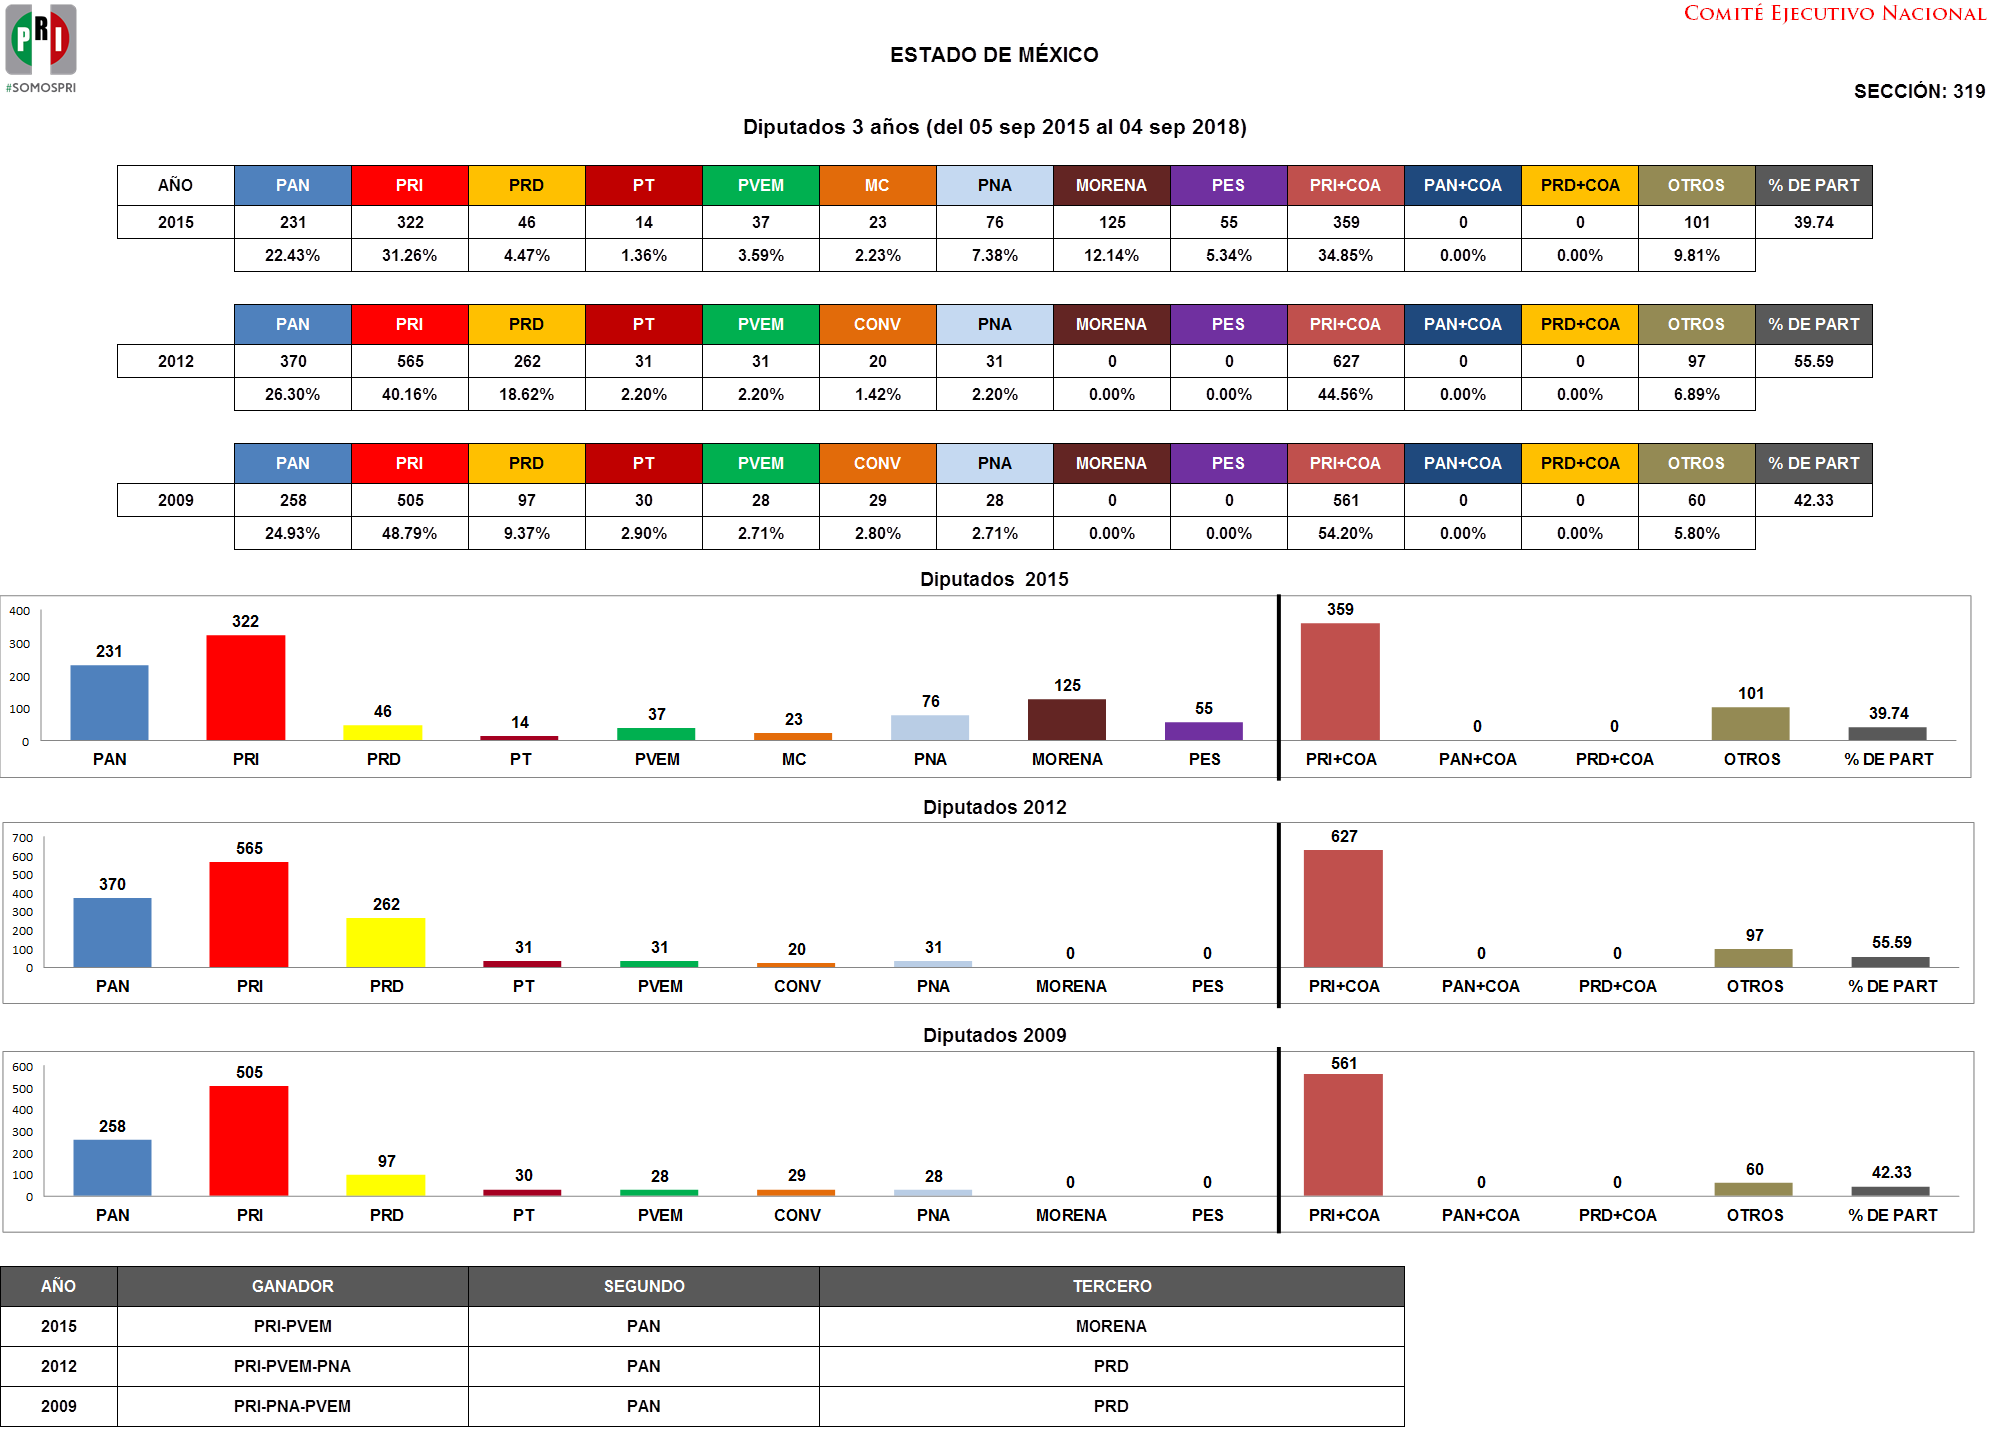 PRI
#SOMOSPRI
COMITÉ EJECUTIVO NACIONAL
ESTADO DE MÉXICO
SECCIÓN: 319
Diputados 3 años (del 05 sep 2015 al 04 sep 2018)
AÑO PAN PRI PRD PT PVEM MC PNA MORENA PES PRI+COA PAN+COA PRD+COA OTROS % DE PART
2015 231 322 46 14 37 23 76 125 55 359 0 0 101 39.74
22.43% 31.26% 4.47% 1.36% 3.59% 2.23% 7.38% 12.14% 5.34% 34.85% 0.00% 0.00% 9.81%
PAN PRI PRD PT PVEM CONV PNA MORENA PES PRI+COA PAN+COA PRD+COA OTROS % DE PART
2012 370 565 262 31 31 20 31 0 0 627 0 0 97 55.59
26.30% 40.16% 18.62% 2.20% 2.20% 1.42% 2.20% 0.00% 0.00% 44.56% 0.00% 0.00% 6.89%
PAN PRI PRD PT PVEM CONV PNA MORENA PES PRI+COA PAN+COA PRD+COA OTROS % DE PART
2009 258 505 97 30 28 29 28 0 0 561 0 0 60 42.33
24.93% 48.79% 9.37% 2.90% 2.71% 2.80% 2.71% 0.00% 0.00% 54.20% 0.00% 0.00% 5.80%
Diputados 2015
400
300
200
100
0
231 322 46 14 37 23 76 125 55 359 0 0 101 39.74
PAN PRI PRD PT PVEM MC PNA MORENA PES PRI+COA PAN+COA PRD+COA OTROS % DE PART
Diputados 2012
700
600
500
400
300
200
100
0
370 565 262 31 31 20 31 0 0 627 0 0 97 55.59
PAN PRI PRD PT PVEM CONV PNA MORENA PES PRI+COA PAN+COA PRD+COA OTROS % DE PART
Diputados 2009
600
500
400
300
200
100
0
258 505 97 30 28 29 28 0 0 561 0 0 60 42.33
PAN PRI PRD PT PVEM CONV PNA MORENA PES PRI+COA PAN+COA PRD+COA OTROS % DE PART
AÑO GANADOR SEGUNDO TERCERO
2015 PRI-PVEM PAN MORENA
2012 PRI-PVEM-PNA PAN PRD
2009 PRI-PNA-PVEM PAN PRD